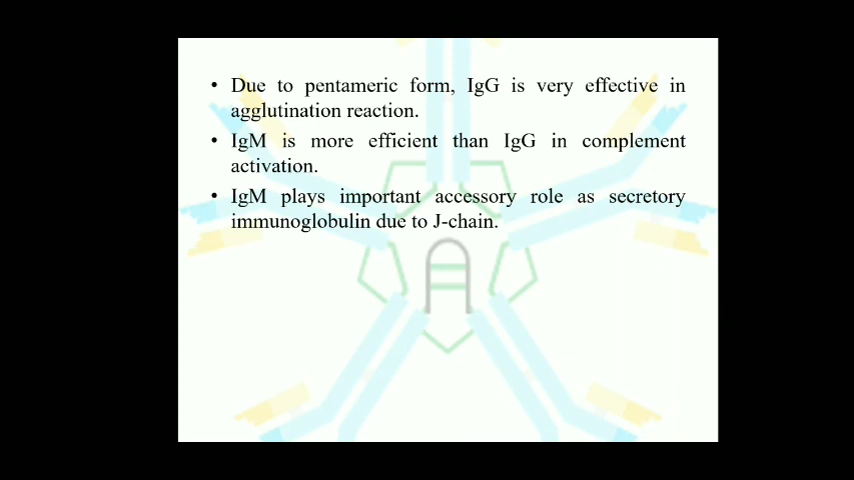 • Due to pentameric form, IgG is very effective in
agglutination reaction.
• IgM is more efficient than IgG in complement
activation.
• IgM plays important accessory role as secretory
immunoglobulin due to J-chain.